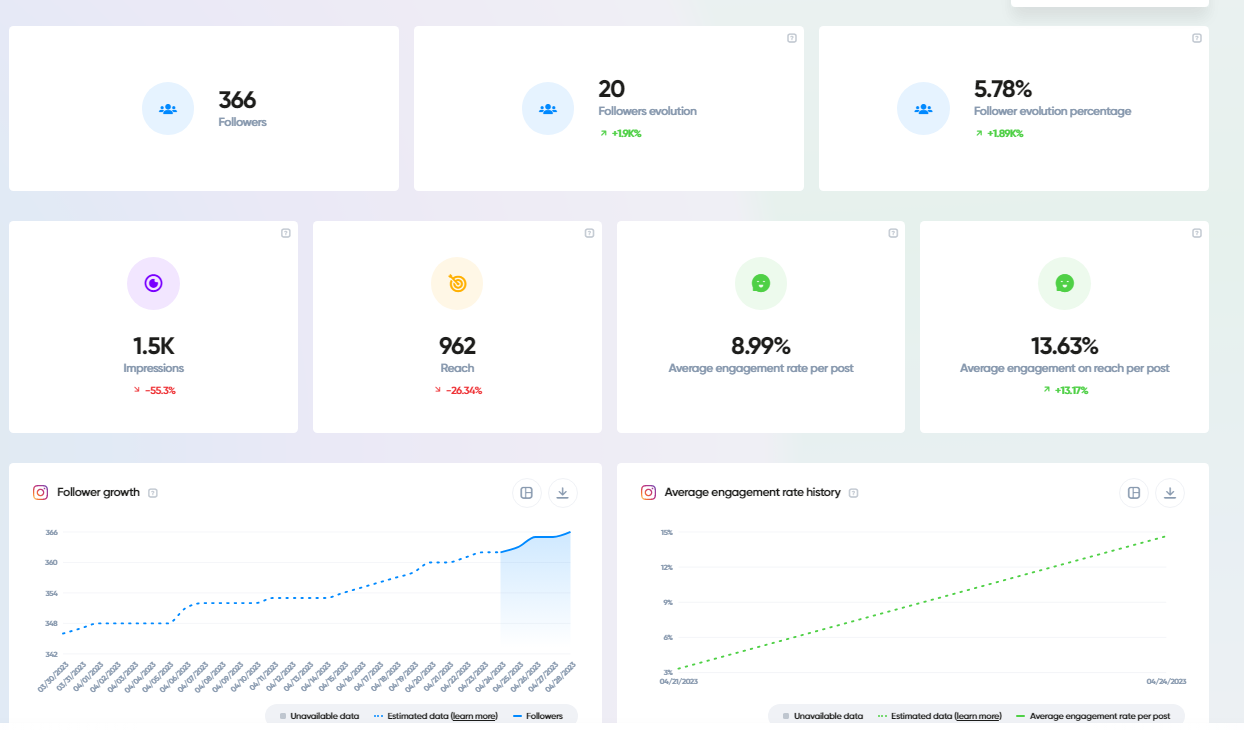 366
Followers
20
Followers evolution
+1.9K%
5.78%
Follower evolution percentage
+1.89K%
1.5K
Impressions
-55.3%
962
Reach
-26.34%
8.99%
Average engagement rate per post
13.63%
Average engagement on reach per post
+13.17%
Follower growth
366
360
354
348
342
03/30/2023
03/31/2023
04/01/2023
04/02/2023
04/03/2023
04/04/2023
04/05/2023
04/06/2023
04/07/2023
04/08/2023
04/09/2023
04/10/2023
04/11/2023
04/12/2023
04/13/2023
04/14/2023
04/15/2023
04/16/2023
04/17/2023
04/18/2023
04/19/2023
04/20/2023
04/21/2023
04/22/2023
04/23/2023
04/24/2023
04/25/2023
04/26/2023
04/27/2023
04/28/2023
Unavailable data
Estimated data (learn more)
Followers
Average engagement rate history
15%
12%
9%
6%
3%
04/21/2023
04/24/2023
Unavailable data
Estimated data (learn more)
Average engagement rate per post